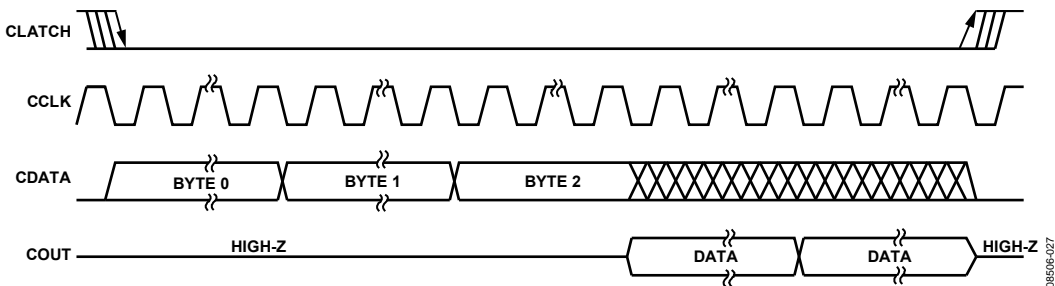 CLATCH
CCLK
CDATA
BYTE 0
BYTE 1
BYTE 2
COUT
HIGH-Z
DATA
DATA
HIGH-Z
08506-027